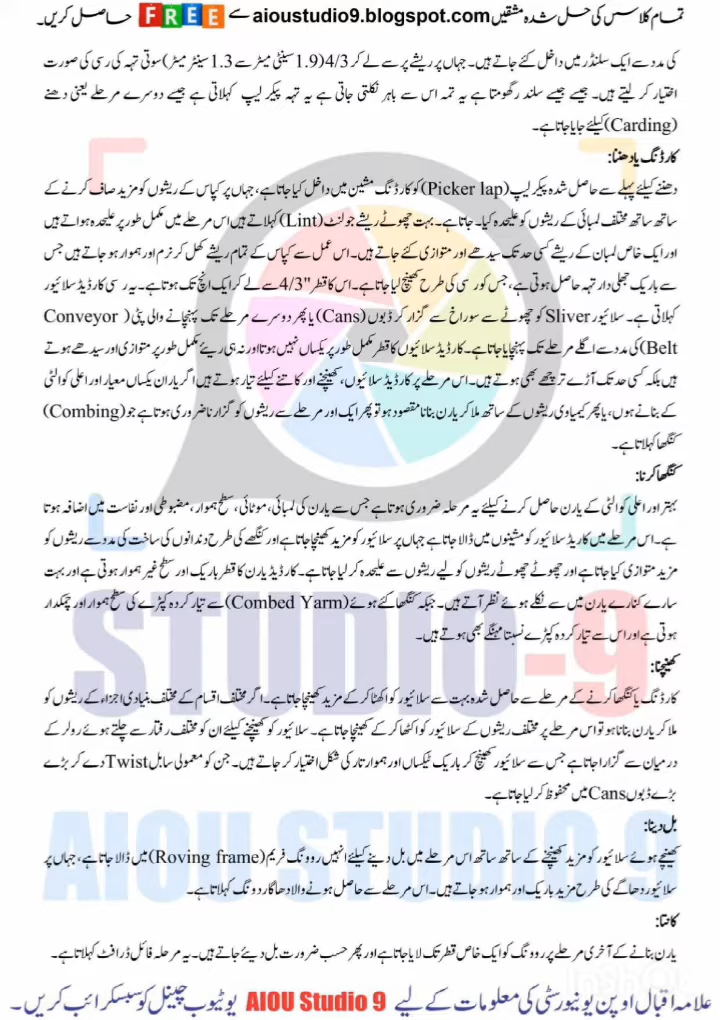 تمام کلاس کی حل شدہ مشقیں aioustudio9.blogspot.com سے FREE حاصل کریں۔
کی مدد سے ایک سلنڈر میں داخل کئے جاتے ہیں۔ جہاں پر ریشے پر سے لے کر 4/3 (1.9 سینٹی میٹر سے 1.3 سینٹر میٹر) سوتی تہہ کی رسی کی صورت
اختیار کر لیتے ہیں۔ جیسے جیسے سلنڈر گھومتا ہے یہ تمہ اس سے باہر نکلتی جاتی ہے یہ تہہ پیکر لیپ کہلاتی ہے جیسے دوسرے مرحلے یعنی دھننے
(Carding) کیلئے جایا جاتا ہے۔
کارڈنگ یا دھننا:
دھننے کیلئے پہلے سے حاصل شدہ پیکر لیپ (Picker lap) کو کارڈنگ مشین میں داخل کیا جاتا ہے، جہاں پر کپاس کے ریشوں کو مزید صاف کرنے کے
ساتھ ساتھ مختلف لمبائی کے ریشوں کو علیحدہ کیا۔ جاتا ہے۔ بہت چھوٹے ریشے جو لنٹ (Lint) کہلاتے ہیں اس مرحلے میں مکمل طور پر علیحدہ ہواتے ہیں
اور ایک خاص لمبان کے ریشے کسی حد تک سیدھے اور متوازی کئے جاتے ہیں۔ اس عمل سے کپاس کے تمام ریشے کھل کر نرم اور ہموار ہو جاتے ہیں جس
سے باریک جھلی دار تہہ حاصل ہوتی ہے، جس کو رسی کی طرح کھینچ لیا جاتا ہے۔ اس کا قطر "4/3 سے لے کر ایک انچ تک ہوتا ہے۔ یہ رسی کارڈیڈ سلائیور
کہلاتی ہے۔ سلائیور Sliver کو چھوٹے سے سوراخ سے گزار کر ڈبوں (Cans) یا پھر دوسرے مرحلے تک پہنچانے والی پٹی (Conveyor
Belt) کی مدد سے اگلے مرحلے تک پہنچایا جاتا ہے۔ کارڈیڈ سلائیوں کا قطر مکمل طور پر یکساں نہیں ہوتا اور نہ ہی ریئے مکمل طور پر متوازی اور سیدھے ہوتے
ہیں بلکہ کسی حد تک آڑے ترچھے بھی ہوتے ہیں۔ اس مرحلے پر کارڈیڈ سلائیوں، کھینچنے اور کاتنے کیلئے تیار ہوتے ہیں اگر یاران یکساں معیار اور اعلی کوالٹی
کے بنانے ہوں، یا پھر کیمیاوی ریشوں کے ساتھ ملا کر یارن بنانا مقصود ہو تو پھر ایک اور مرحلے سے ریشوں کو گزارنا ضروری ہوتا ہے جو (Combing)
کنگھا کہلاتا ہے۔
کنگھا کرنا:
بہتر اور اعلی کوالٹی کے یارن حاصل کرنے کیلئے یہ مرحلہ ضروری ہوتا ہے جس سے یارن کی لمبائی، موٹائی، سطح ہموار، مضبوطی اور نفاست میں اضافہ ہوتا
ہے۔ اس مرحلے میں کارڈیڈ سلائیور کو مشینوں میں ڈالا جاتا ہے جہاں پر سلائیور کو مزید کھینچا جاتا ہے اور کنگھے کی طرح دندانوں کی ساخت کی مدد سے ریشوں کو
مزید متوازی کیا جاتا ہے اور چھوٹے چھوٹے ریشوں کو لمبے ریشوں سے علیحدہ کر لیا جاتا ہے۔ کارڈیڈ یارن کا قطر باریک اور سطح غیر ہموار ہوتی ہے اور بہت
سارے کنارے یارن میں سے نکلے ہوئے نظر آتے ہیں۔ جبکہ کنگھا کئے ہوئے (Combed Yarm) سے تیار کردہ کپڑے کی سطح ہموار اور چمکدار
ہوتی ہے اور اس سے تیار کردہ کپڑے نسبتا مہنگے بھی ہوتے ہیں۔
کھینچنا:
کارڈنگ یا کنگھا کرنے کے مرحلے سے حاصل شدہ بہت سے سلائیور کو اکھٹا کر کے مزید کھینچا جاتا ہے۔ اگر مختلف اقسام کے مختلف بنیادی اجزاء کے ریشوں کو
ملا کر یارن بنانا ہو تو اس مرحلے پر مختلف ریشوں کے سلائیور کو اکٹھا کر کے کھینچا جاتا ہے۔ سلائیور کو کھینچنے کیلئے ان کو مختلف رفتار سے چلتے ہوئے رولر کے
درمیان سے گزارا جاتا ہے جس سے سلائیور کھینچ کر باریک ٹیکساں اور ہموار تار کی شکل اختیار کر جاتے ہیں۔ جن کو معمولی سابل Twist دے کر بڑے
بڑے ڈبوں Cans میں محفوظ کر لیا جاتا ہے۔
بل دینا:
کھنچے ہوئے سلائیور کو مزید کھینچنے کے ساتھ ساتھ اس مرحلے میں بل دینے کیلئے انہیں روونگ فریم (Roving frame) میں ڈالا جاتا ہے، جہاں پر
سلائیور دھاگے کی طرح مزید باریک اور ہموار ہو جاتے ہیں۔ اس مرحلے سے حاصل ہونے والا دھاگا ردونگ کہلاتا ہے۔
کاتنا:
یارن بنانے کے آخری مرحلے پر روونگ کو ایک خاص قطر تک لایا جاتا ہے اور پھر حسب ضرورت بل دیئے جاتے ہیں۔ یہ مرحلہ فائل ڈرافٹ کہلاتا ہے۔
علامہ اقبال اوپن یونیورسٹی کی معلومات کے لیے AIOU Studio 9 یوٹیوب چینل کو سبسکرائب کریں۔
STUDIO-9
AIOU STUDIO 9